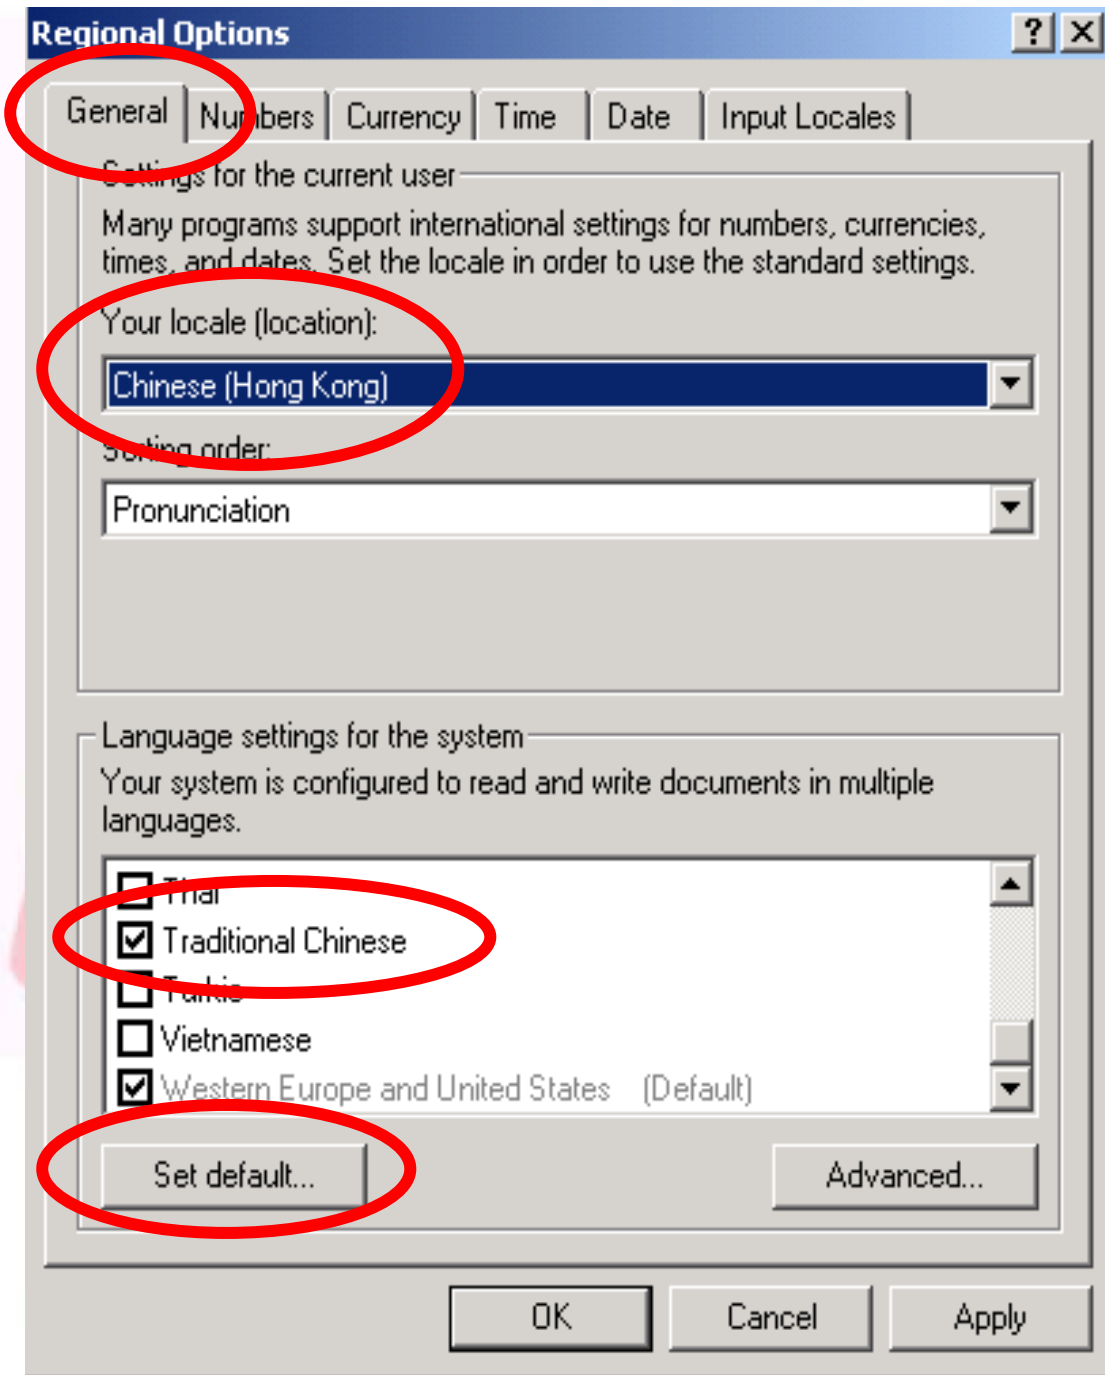 Regional Options
General Numbers Currency Time Date Input Locales
Settings for the current user
Many programs support international settings for numbers, currencies,
times, and dates. Set the locale in order to use the standard settings.
Your locale (location):
Chinese (Hong Kong)
Sorting order:
Pronunciation
Language settings for the system
Your system is configured to read and write documents in multiple
languages.
Thai
Traditional Chinese
Turkic
Vietnamese
Western Europe and United States (Default)
Set default... Advanced...
OK Cancel Apply